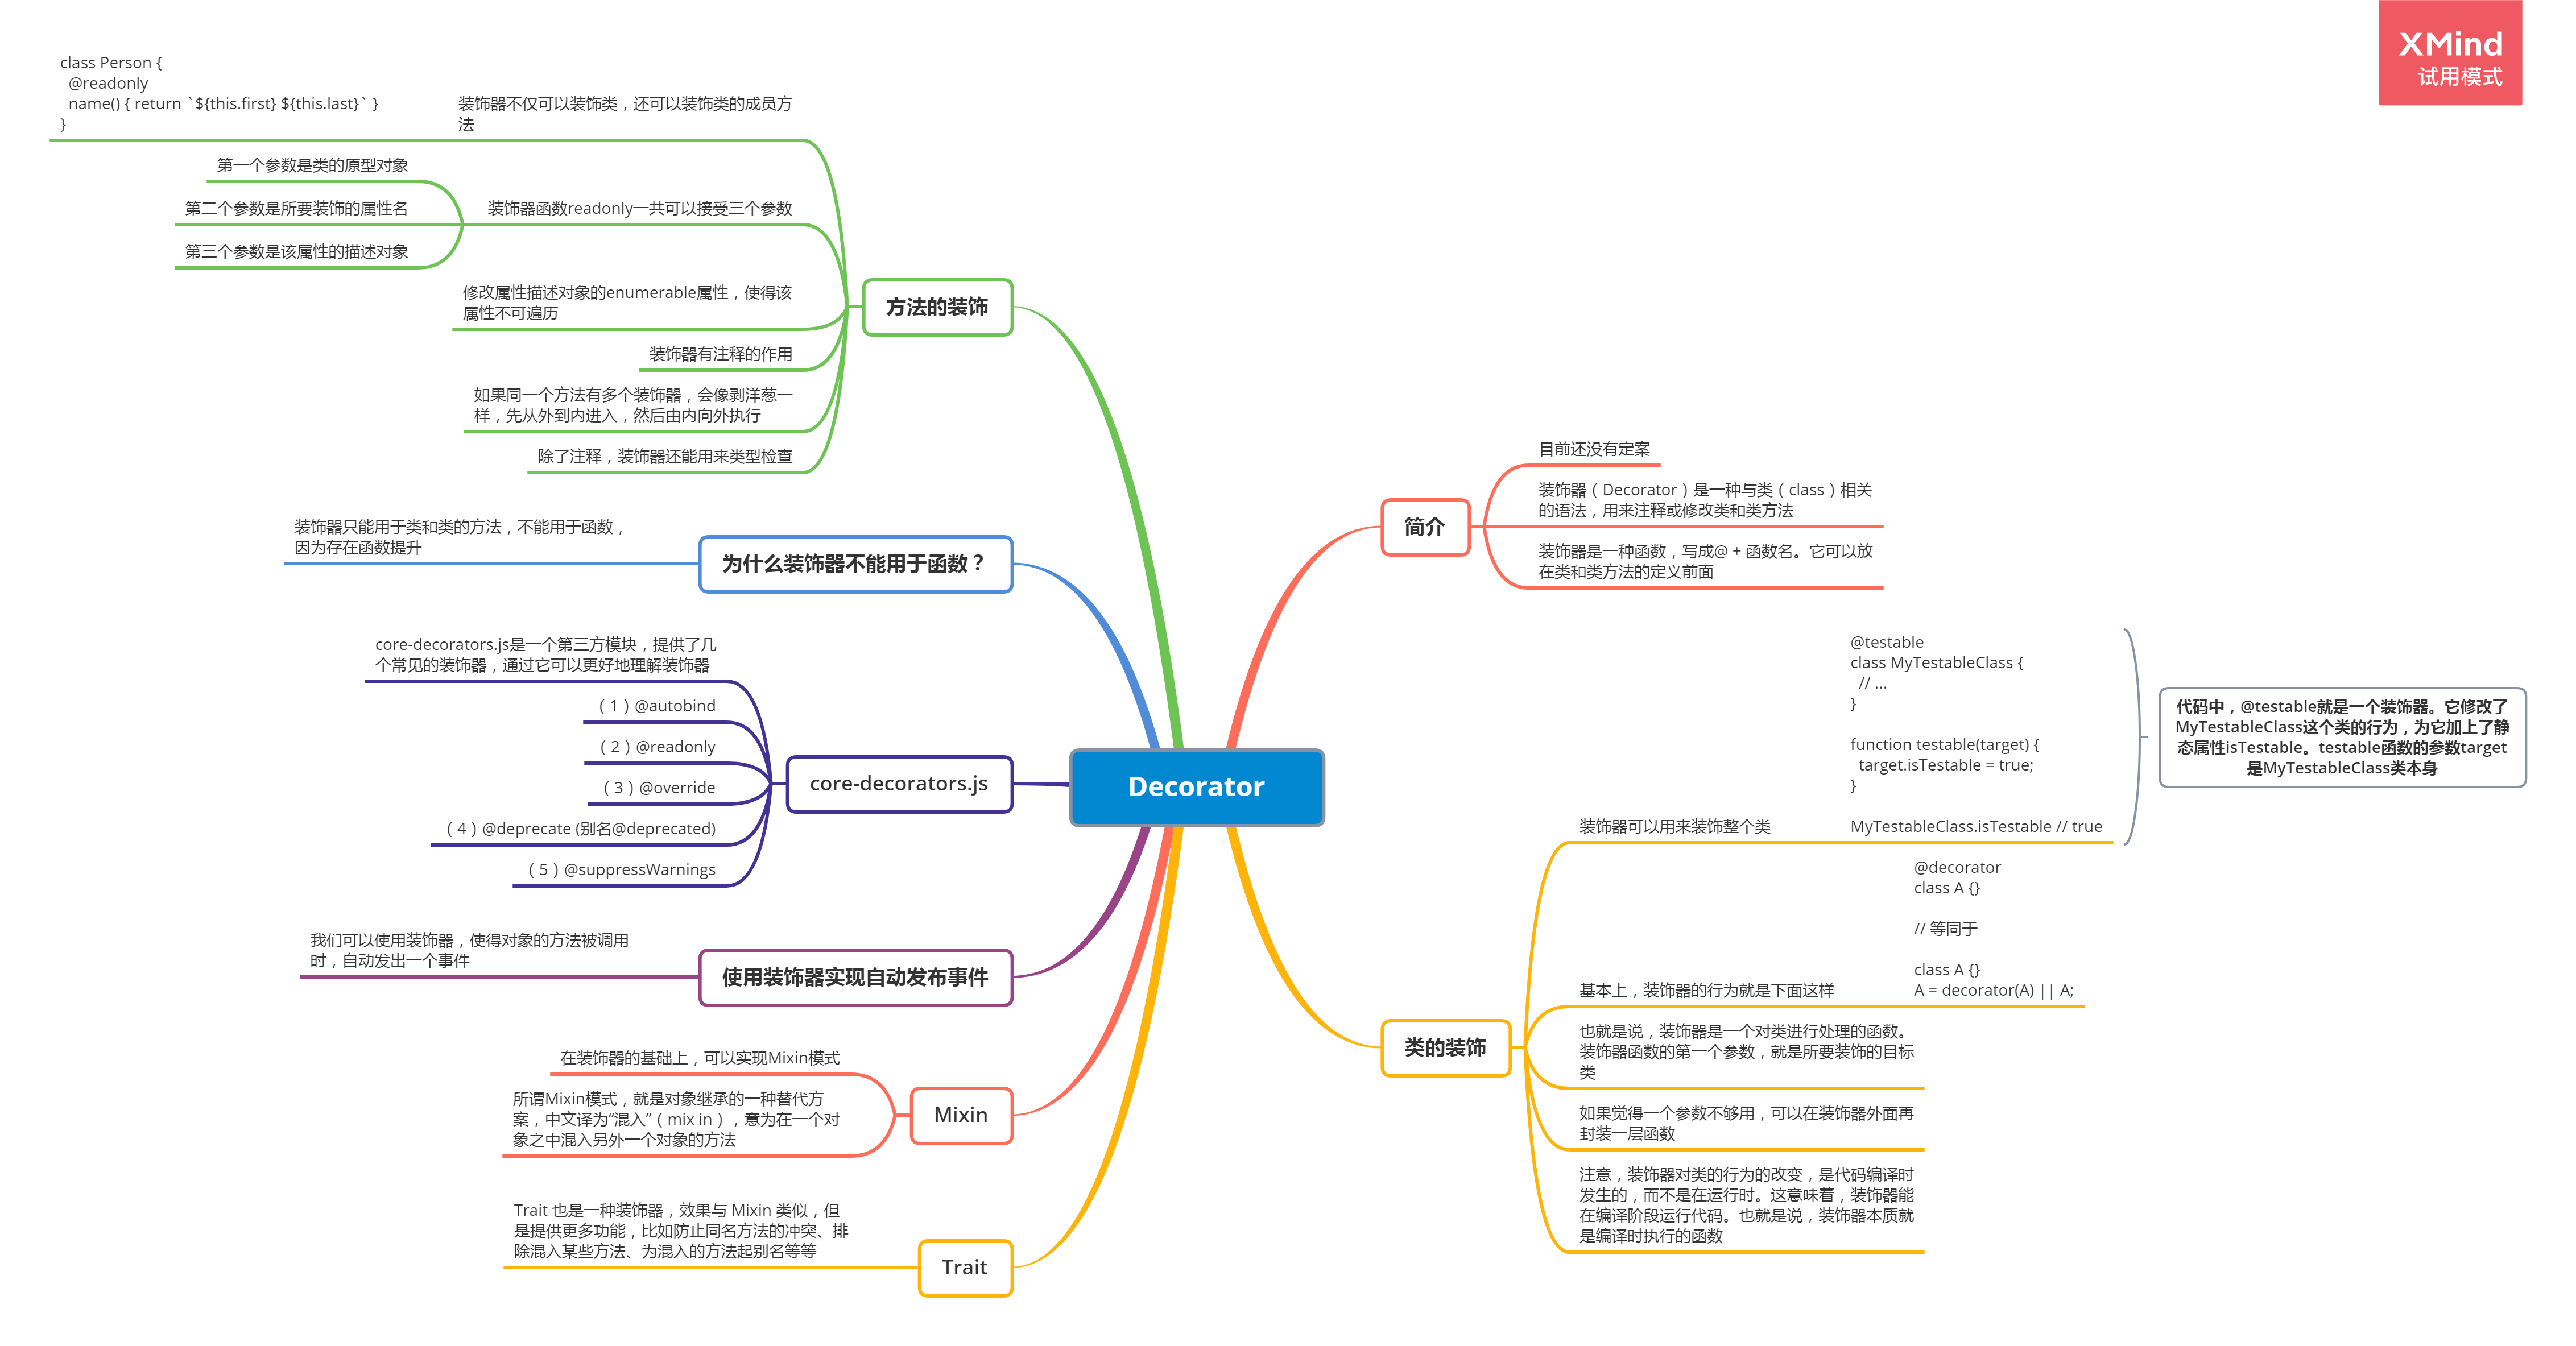 XMind
试用模式
Decorator
简介
目前还没有定案
装饰器（Decorator）是一种与类（class）相关
的语法，用来注释或修改类和类方法
装饰器是一种函数，写成@ + 函数名。它可以放
在类和类方法的定义前面
类的装饰
装饰器可以用来装饰整个类
@testable
class MyTestableClass {
  // ...
}
function testable(target) {
  target.isTestable = true;
}
MyTestableClass.isTestable // true
代码中，@testable就是一个装饰器。它修改了
MyTestableClass这个类的行为，为它加上了静
态属性isTestable。testable函数的参数target
是MyTestableClass类本身
基本上，装饰器的行为就是下面这样
@decorator
class A {}
// 等同于
class A {}
A = decorator(A) || A;
也就是说，装饰器是一个对类进行处理的函数。
装饰器函数的第一个参数，就是所要装饰的目标
类
如果觉得一个参数不够用，可以在装饰器外面再
封装一层函数
注意，装饰器对类的行为的改变，是代码编译时
发生的，而不是在运行时。这意味着，装饰器能
在编译阶段运行代码。也就是说，装饰器本质就
是编译时执行的函数
方法的装饰
装饰器不仅可以装饰类，还可以装饰类的成员方
法
class Person {
  @readonly
  name() { return `${this.first} ${this.last}` }
}
装饰器函数readonly一共可以接受三个参数
第一个参数是类的原型对象
第二个参数是所要装饰的属性名
第三个参数是该属性的描述对象
修改属性描述对象的enumerable属性，使得该
属性不可遍历
装饰器有注释的作用
如果同一个方法有多个装饰器，会像剥洋葱一
样，先从外到内进入，然后由内向外执行
除了注释，装饰器还能用来类型检查
为什么装饰器不能用于函数？
装饰器只能用于类和类的方法，不能用于函数，
因为存在函数提升
core-decorators.js
core-decorators.js是一个第三方模块，提供了几
个常见的装饰器，通过它可以更好地理解装饰器
（1）@autobind
（2）@readonly
（3）@override
（4）@deprecate (别名@deprecated)
（5）@suppressWarnings
使用装饰器实现自动发布事件
我们可以使用装饰器，使得对象的方法被调用
时，自动发出一个事件
Mixin
在装饰器的基础上，可以实现Mixin模式
所谓Mixin模式，就是对象继承的一种替代方
案，中文译为“混入”（mix in），意为在一个对
象之中混入另外一个对象的方法
Trait
Trait 也是一种装饰器，效果与 Mixin 类似，但
是提供更多功能，比如防止同名方法的冲突、排
除混入某些方法、为混入的方法起别名等等